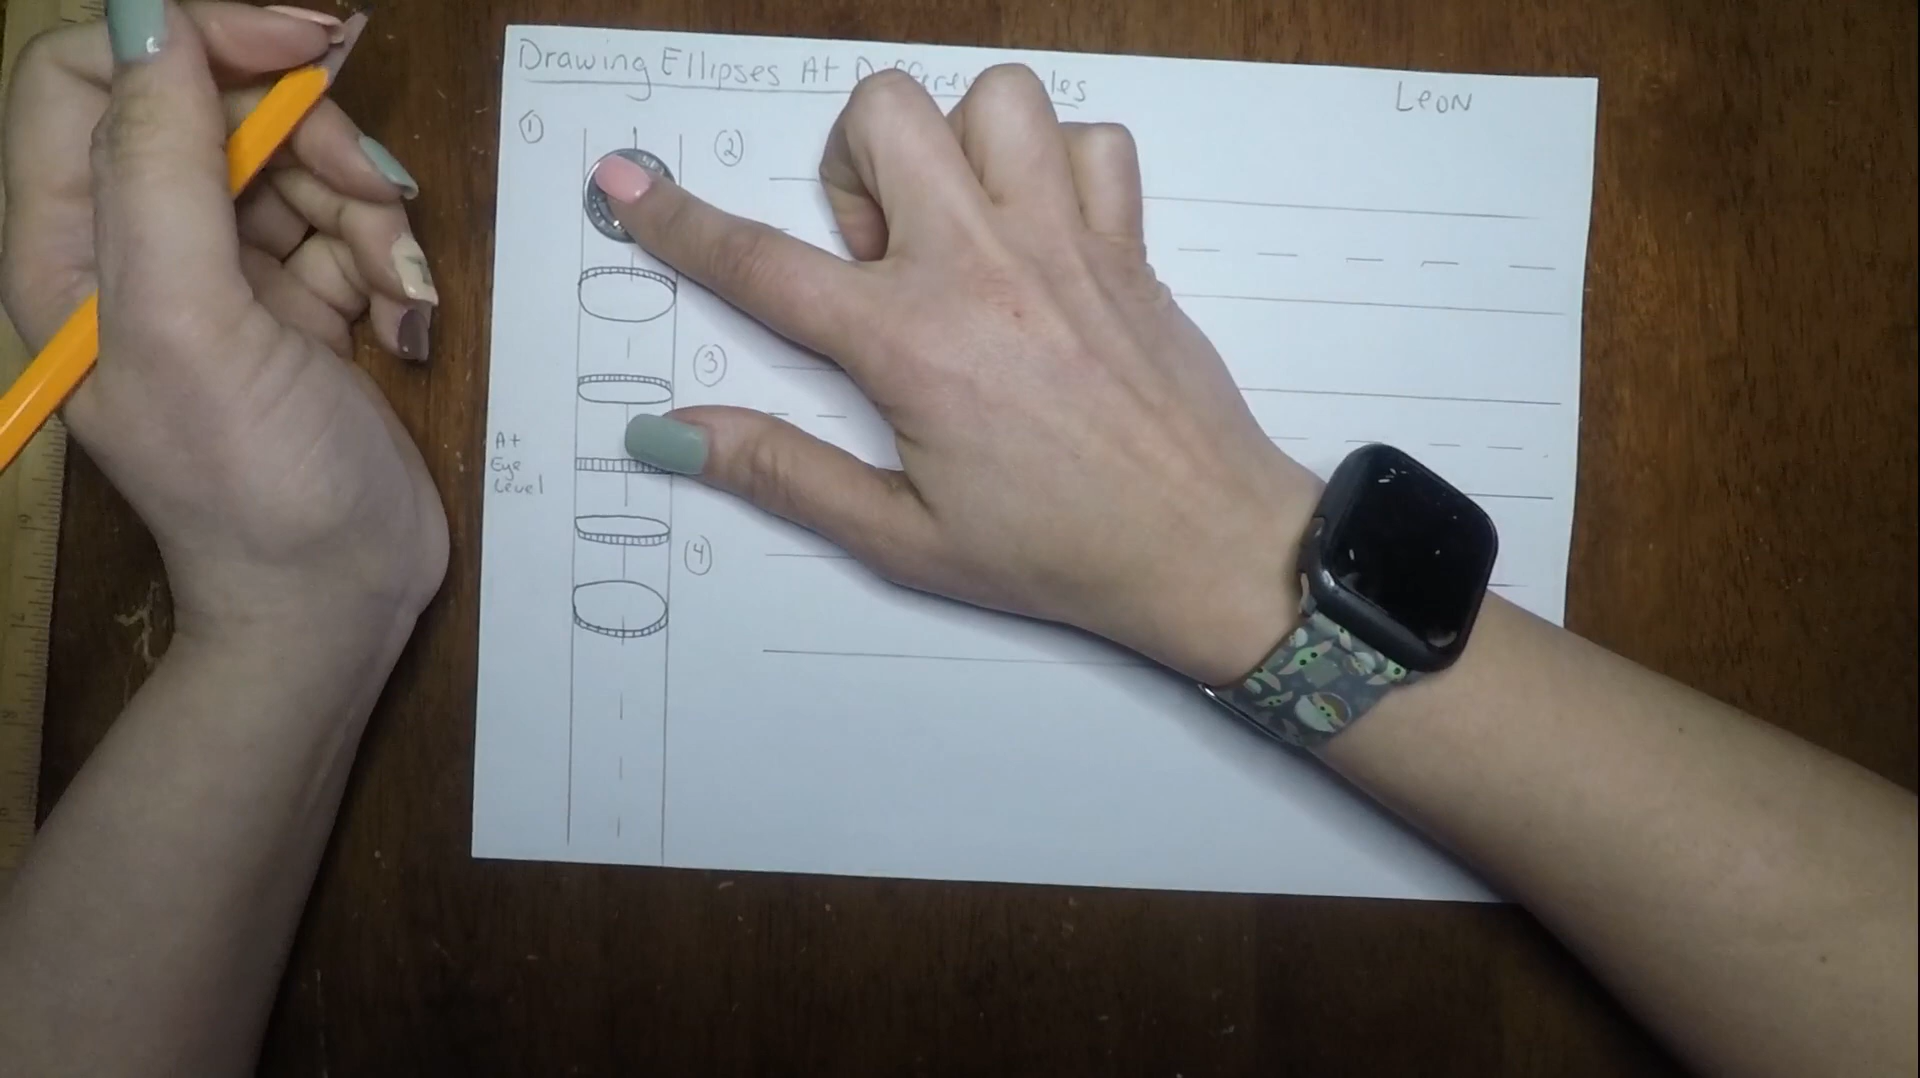 Drawing Ellipses At
Leon
①
②
③
At
Eye
Level
④